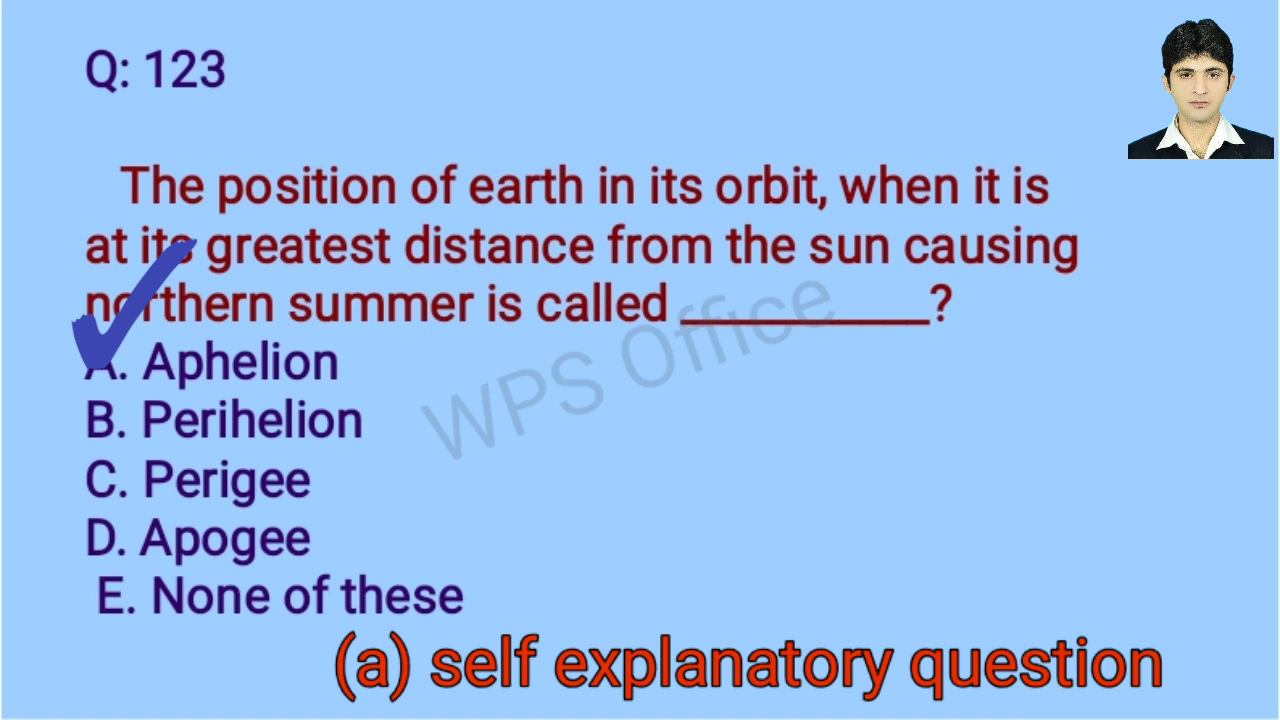 Q: 123
The position of earth in its orbit, when it is
at its greatest distance from the sun causing
northern summer is called __________?
A. Aphelion
B. Perihelion
C. Perigee
D. Apogee
E. None of these
(a) self explanatory question
WPS Office